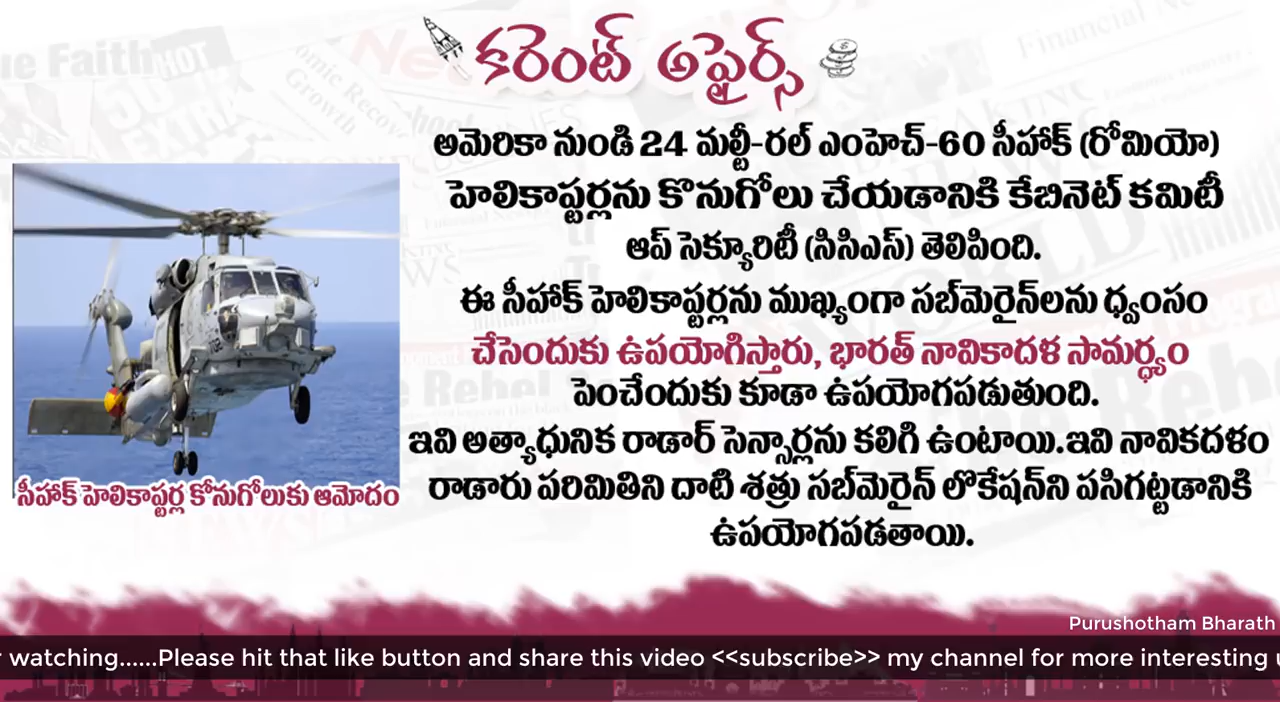 కరెంట్ అఫైర్స్
అమెరికా నుండి 24 మల్టీ-రల్ ఎంహెచ్-60 సీహాక్ (రోమియో)
హెలికాప్టర్లను కొనుగోలు చేయడానికి కేబినెట్ కమిటీ
ఆప్ సెక్యూరిటీ (సిసిఎస్) తెలిపింది.
ఈ సీహాక్ హెలికాప్టర్లను ముఖ్యంగా సబ్‌మెరైన్‌లను ధ్వంసం
చేసెందుకు ఉపయోగిస్తారు, భారత్ నావికాదళ సామర్ధ్యం
పెంచేందుకు కూడా ఉపయోగపడుతుంది.
ఇవి అత్యాధునిక రాడార్ సెన్సార్లను కలిగి ఉంటాయి.ఇవి నావికదళం
రాడారు పరిమితిని దాటి శత్రు సబ్‌మెరైన్ లొకేషన్‌ని పసిగట్టడానికి
ఉపయోగపడతాయి.
సీహాక్ హెలికాప్టర్ల కోనుగోలుకు ఆమోదం
Purushotham Bharath
watching......Please hit that like button and share this video <<subscribe>> my channel for more interesting